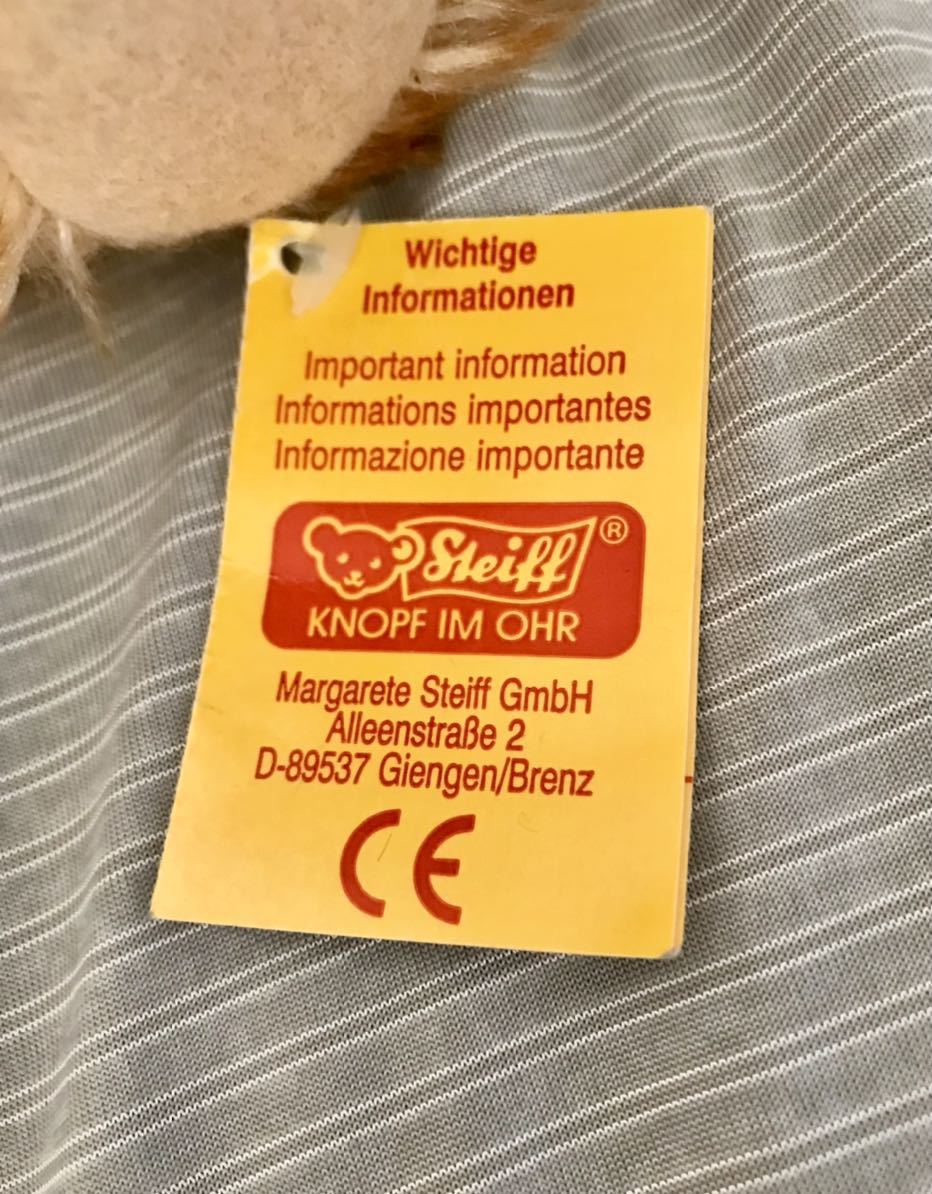 Wichtige
Informationen
Important information
Informations importantes
Informazione importante
Steiff ®
KNOPF IM OHR
Margarete Steiff GmbH
Alleenstraße 2
D-89537 Giengen/Brenz
CE